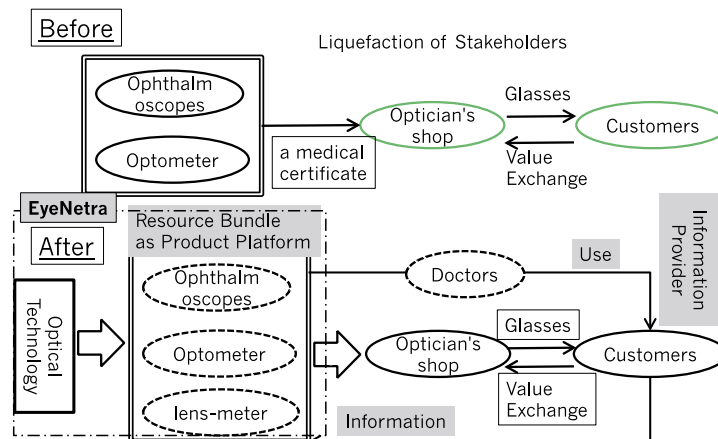 Before
Liquefaction of Stakeholders
Ophthalm
oscopes
Optometer
a medical
certificate
Optician's
shop
Glasses
Value
Exchange
Customers
EyeNetra
After
Resource Bundle
as Product Platform
Optical
Technology
Ophthalm
oscopes
Optometer
lens-meter
Doctors
Use
Information
Provider
Optician's
shop
Glasses
Value
Exchange
Customers
Information